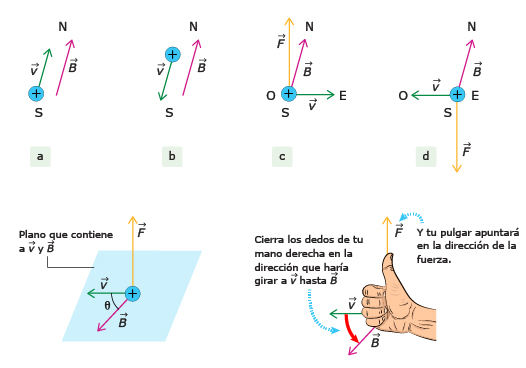 N
v B
+
S
a
N
+
v B
S
b
F
N
B
O + E
v
S
c
N
B
v
O + E
S
F
d
Plano que contiene
a v y B
F
v
+
θ
B
Cierra los dedos de tu
mano derecha en la
dirección que haría
girar a v hasta B
F
Y tu pulgar apuntará
en la dirección de la
fuerza.
v
B